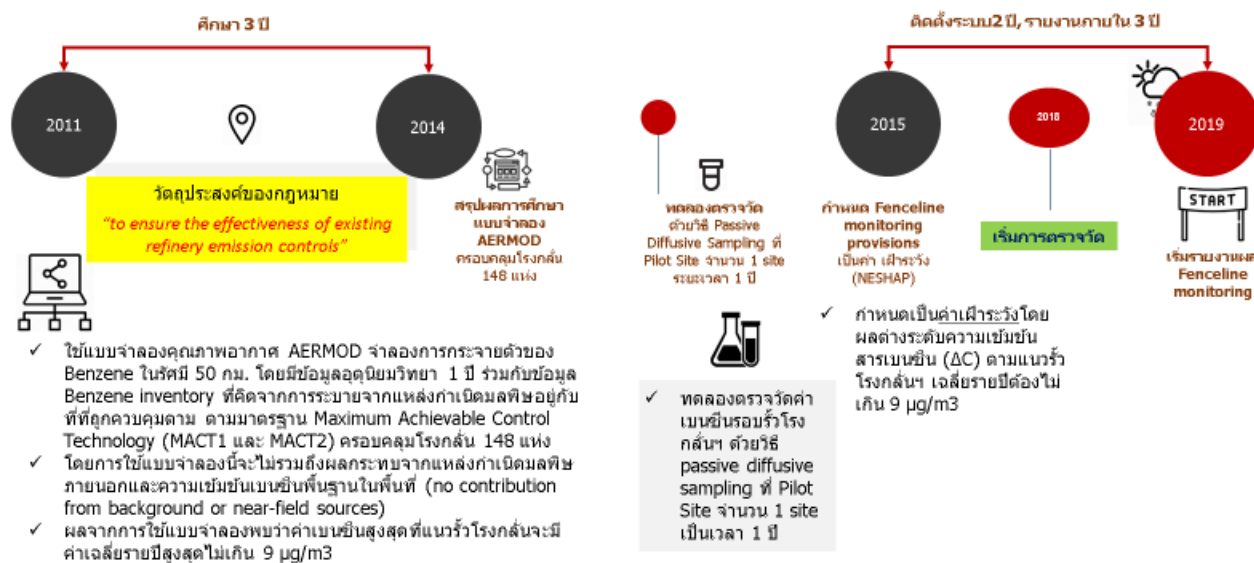 ศึกษา 3 ปี
2011
2014
วัตถุประสงค์ของกฎหมาย
“to ensure the effectiveness of existing
refinery emission controls”
สรุปผลการศึกษา
แบบจำลอง
AERMOD
ครอบคลุมโรงกลั่น
148 แห่ง
✓ ใช้แบบจำลองคุณภาพอากาศ AERMOD จำลองการกระจายตัวของ
Benzene ในรัศมี 50 กม. โดยมีข้อมูลอุตุนิยมวิทยา 1 ปี ร่วมกับข้อมูล
Benzene inventory ที่คิดจากการระบายจากแหล่งกำเนิดมลพิษอยู่กับ
ที่ที่ถูกควบคุมตาม ตามมาตรฐาน Maximum Achievable Control
Technology (MACT1 และ MACT2) ครอบคลุมโรงกลั่น 148 แห่ง
✓ โดยการใช้แบบจำลองนี้จะไม่รวมถึงผลกระทบจากแหล่งกำเนิดมลพิษ
ภายนอกและความเข้มข้นเบนซีนพื้นฐานในพื้นที่ (no contribution
from background or near-field sources)
✓ ผลจากการใช้แบบจำลองพบว่าค่าเบนซีนสูงสุดที่แนวรั้วโรงกลั่นจะมี
ค่าเฉลี่ยรายปีสูงสุดไม่เกิน 9 µg/m3
ทดลองตรวจวัด
ด้วยวิธี Passive
Diffusive Sampling ที่
Pilot Site จำนวน 1 site
ระยะเวลา 1 ปี
✓ ทดลองตรวจวัดค่า
เบนซีนรอบรั้วโรง
กลั่นฯ ด้วยวิธี
passive diffusive
sampling ที่ Pilot
Site จำนวน 1 site
เป็นเวลา 1 ปี
ติดตั้งระบบ2 ปี, รายงานภายใน 3 ปี
2015
2018
2019
กำหนด Fenceline
monitoring
provisions
เป็นค่า เฝ้าระวัง
(NESHAP)
เริ่มการตรวจวัด
START
เริ่มรายงานผล
Fenceline
monitoring
✓ กำหนดเป็นค่าเฝ้าระวังโดย
ผลต่างระดับความเข้มข้น
สารเบนซีน (ΔC) ตามแนวรั้ว
โรงกลั่นฯ เฉลี่ยรายปีต้องไม่
เกิน 9 µg/m3